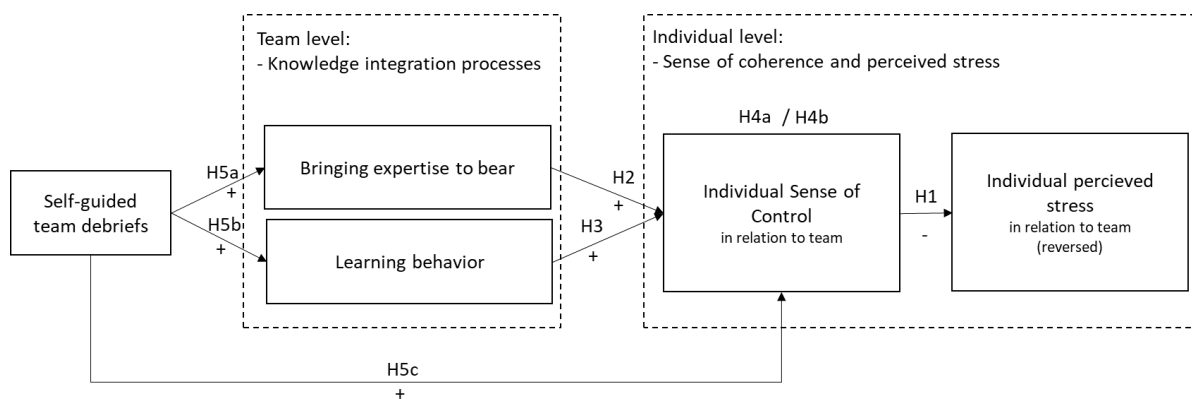 Team level:
- Knowledge integration processes
Individual level:
- Sense of coherence and perceived stress
H4a / H4b
Self-guided
team debriefs
H5a
+
H5b
+
Bringing expertise to bear
Learning behavior
H2
+
H3
+
Individual Sense of
Control
in relation to team
H1
-
Individual percieved
stress
in relation to team
(reversed)
H5c
+